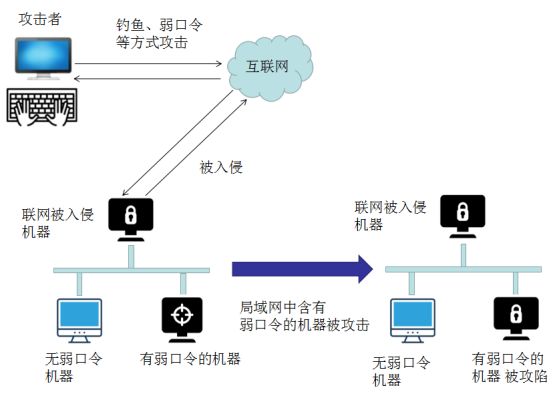 攻击者
钓鱼、弱口令
等方式攻击
互联网
被入侵
联网被入侵
机器
联网被入侵
机器
局域网中含有
弱口令的机器被攻击
无弱口令
机器
有弱口令的机器
无弱口令
机器
有弱口令的
机器 被攻陷